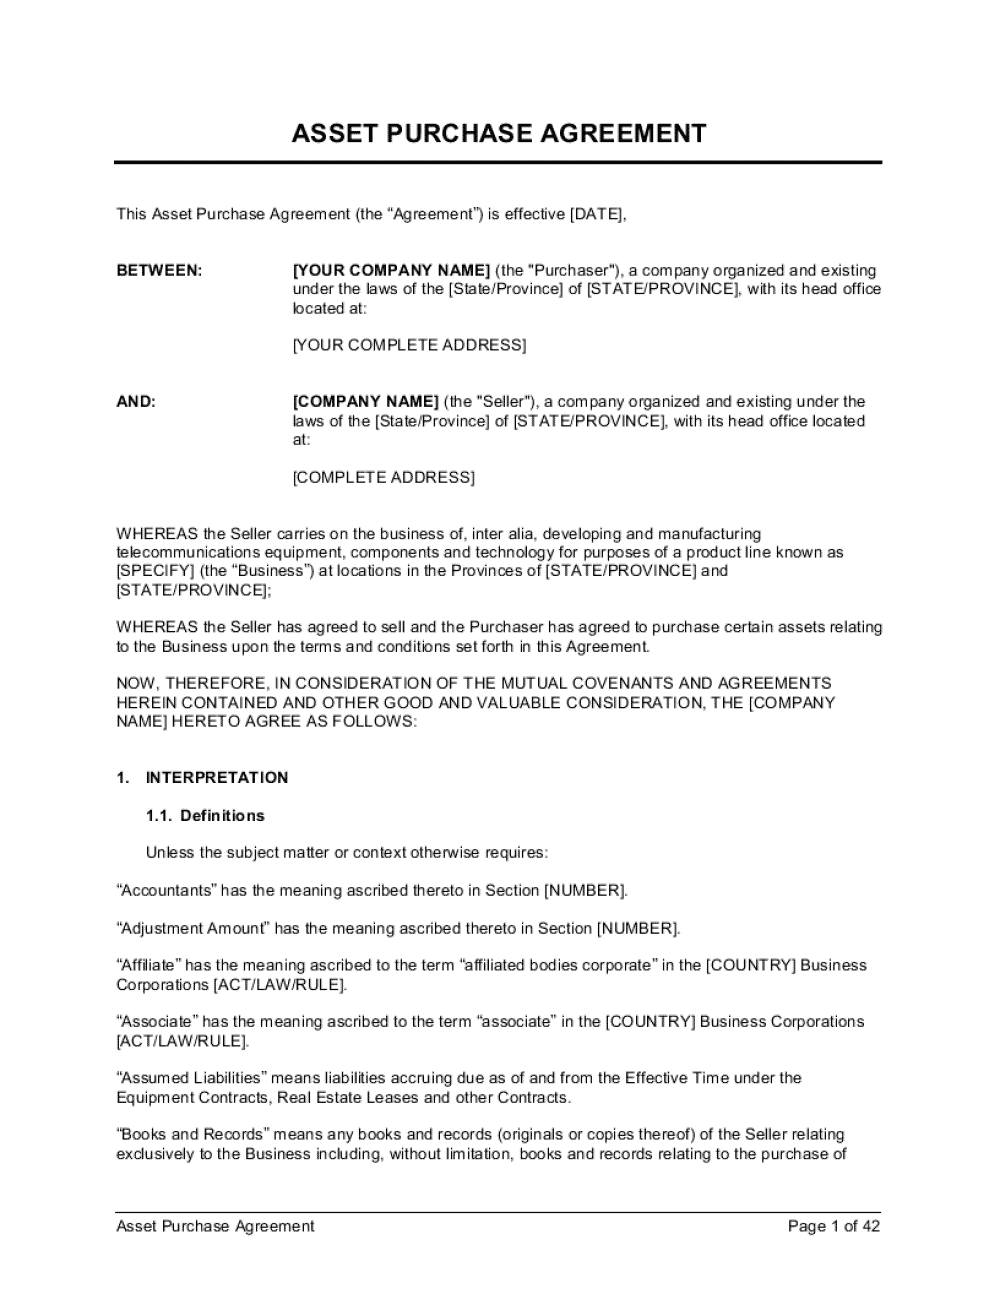 ASSET PURCHASE AGREEMENT
This Asset Purchase Agreement (the “Agreement”) is effective [DATE],
BETWEEN: [YOUR COMPANY NAME] (the "Purchaser"), a company organized and existing
under the laws of the [State/Province] of [STATE/PROVINCE], with its head office
located at:
[YOUR COMPLETE ADDRESS]
AND: [COMPANY NAME] (the "Seller"), a company organized and existing under the
laws of the [State/Province] of [STATE/PROVINCE], with its head office located
at:
[COMPLETE ADDRESS]
WHEREAS the Seller carries on the business of, inter alia, developing and manufacturing
telecommunications equipment, components and technology for purposes of a product line known as
[SPECIFY] (the “Business”) at locations in the Provinces of [STATE/PROVINCE] and
[STATE/PROVINCE];
WHEREAS the Seller has agreed to sell and the Purchaser has agreed to purchase certain assets relating
to the Business upon the terms and conditions set forth in this Agreement.
NOW, THEREFORE, IN CONSIDERATION OF THE MUTUAL COVENANTS AND AGREEMENTS
HEREIN CONTAINED AND OTHER GOOD AND VALUABLE CONSIDERATION, THE [COMPANY
NAME] HERETO AGREE AS FOLLOWS:
1. INTERPRETATION
1.1. Definitions
Unless the subject matter or context otherwise requires:
“Accountants” has the meaning ascribed thereto in Section [NUMBER].
“Adjustment Amount” has the meaning ascribed thereto in Section [NUMBER].
“Affiliate” has the meaning ascribed to the term “affiliated bodies corporate” in the [COUNTRY] Business
Corporations [ACT/LAW/RULE].
“Associate” has the meaning ascribed to the term “associate” in the [COUNTRY] Business Corporations
[ACT/LAW/RULE].
“Assumed Liabilities” means liabilities accruing due as of and from the Effective Time under the
Equipment Contracts, Real Estate Leases and other Contracts.
“Books and Records” means any books and records (originals or copies thereof) of the Seller relating
exclusively to the Business including, without limitation, books and records relating to the purchase of
Asset Purchase Agreement Page 1 of 42